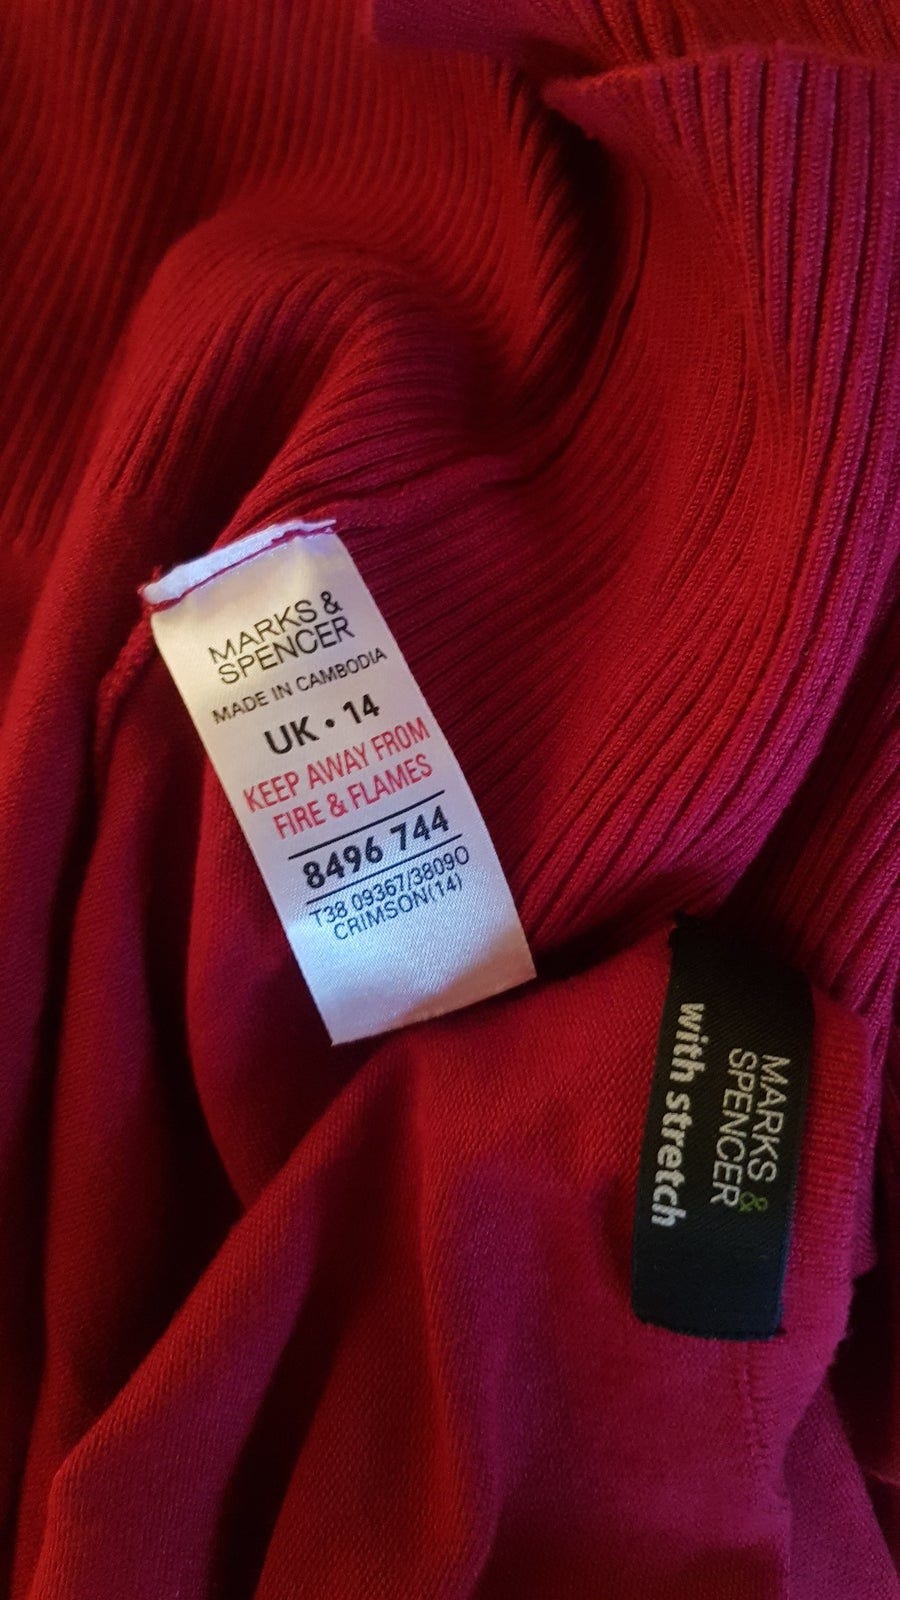 MARKS &
SPENCER
MADE IN CAMBODIA
UK • 14
KEEP AWAY FROM
FIRE & FLAMES
8496 744
T38 09367/3809O
CRIMSON(14)
MARKS &
SPENCER
with stretch